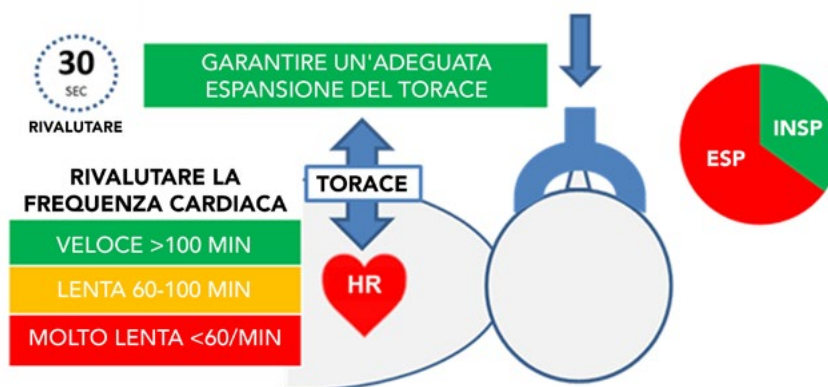 30
SEC
RIVALUTARE
GARANTIRE UN'ADEGUATA
ESPANSIONE DEL TORACE
INSP
ESP
RIVALUTARE LA
FREQUENZA CARDIACA
TORACE
VELOCE >100 MIN
LENTA 60-100 MIN
MOLTO LENTA <60/MIN
HR